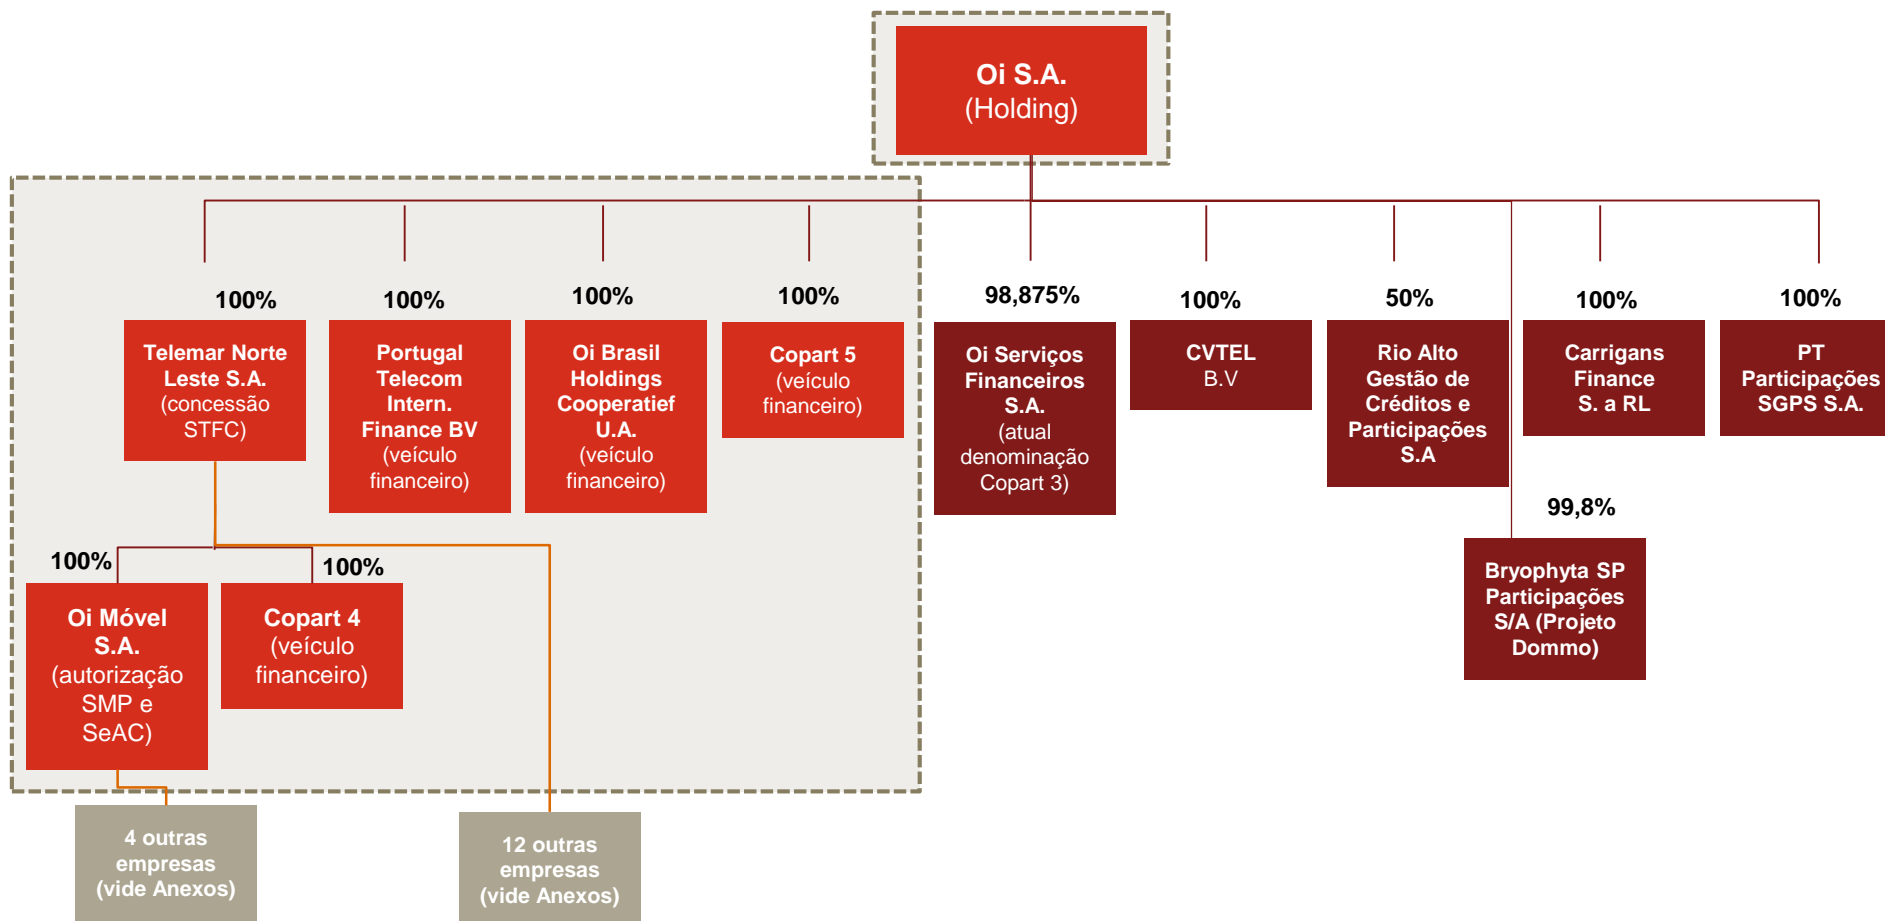 Oi S.A.
(Holding)
100%
Telemar Norte
Leste S.A.
(concessão
STFC)
100%
Portugal
Telecom
Intern.
Finance BV
(veículo
financeiro)
100%
Oi Brasil
Holdings
Cooperatief
U.A.
(veículo
financeiro)
100%
Copart 5
(veículo
financeiro)
98,875%
Oi Serviços
Financeiros
S.A.
(atual
denominação
Copart 3)
100%
CVTEL
B.V
50%
Rio Alto
Gestão de
Créditos e
Participações
S.A
100%
Carrigans
Finance
S. a RL
100%
PT
Participações
SGPS S.A.
99,8%
Bryophyta SP
Participações
S/A (Projeto
Dommo)
100%
Oi Móvel
S.A.
(autorização
SMP e
SeAC)
100%
Copart 4
(veículo
financeiro)
4 outras
empresas
(vide Anexos)
12 outras
empresas
(vide Anexos)